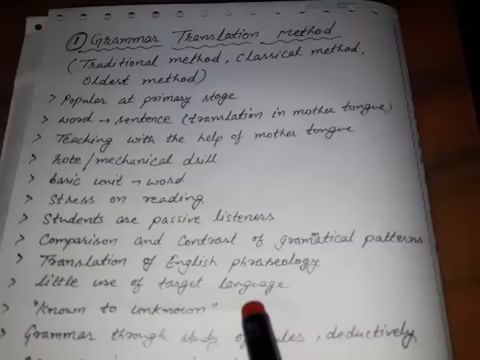 ① Grammar Translation method
(Traditional method, Classical method,
Oldest method)
> Popular at primary stage
> word → sentence (translation in mother tongue)
> Teaching with the help of mother tongue
> Rote/mechanical drill
> basic unit → word
> Stress on reading
> Students are passive listeners
> Comparison and Contrast of grammatical patterns
> Translation of English phraseology
> little use of target language
> "Known to unknown"
> Grammar through study of rules, deductively